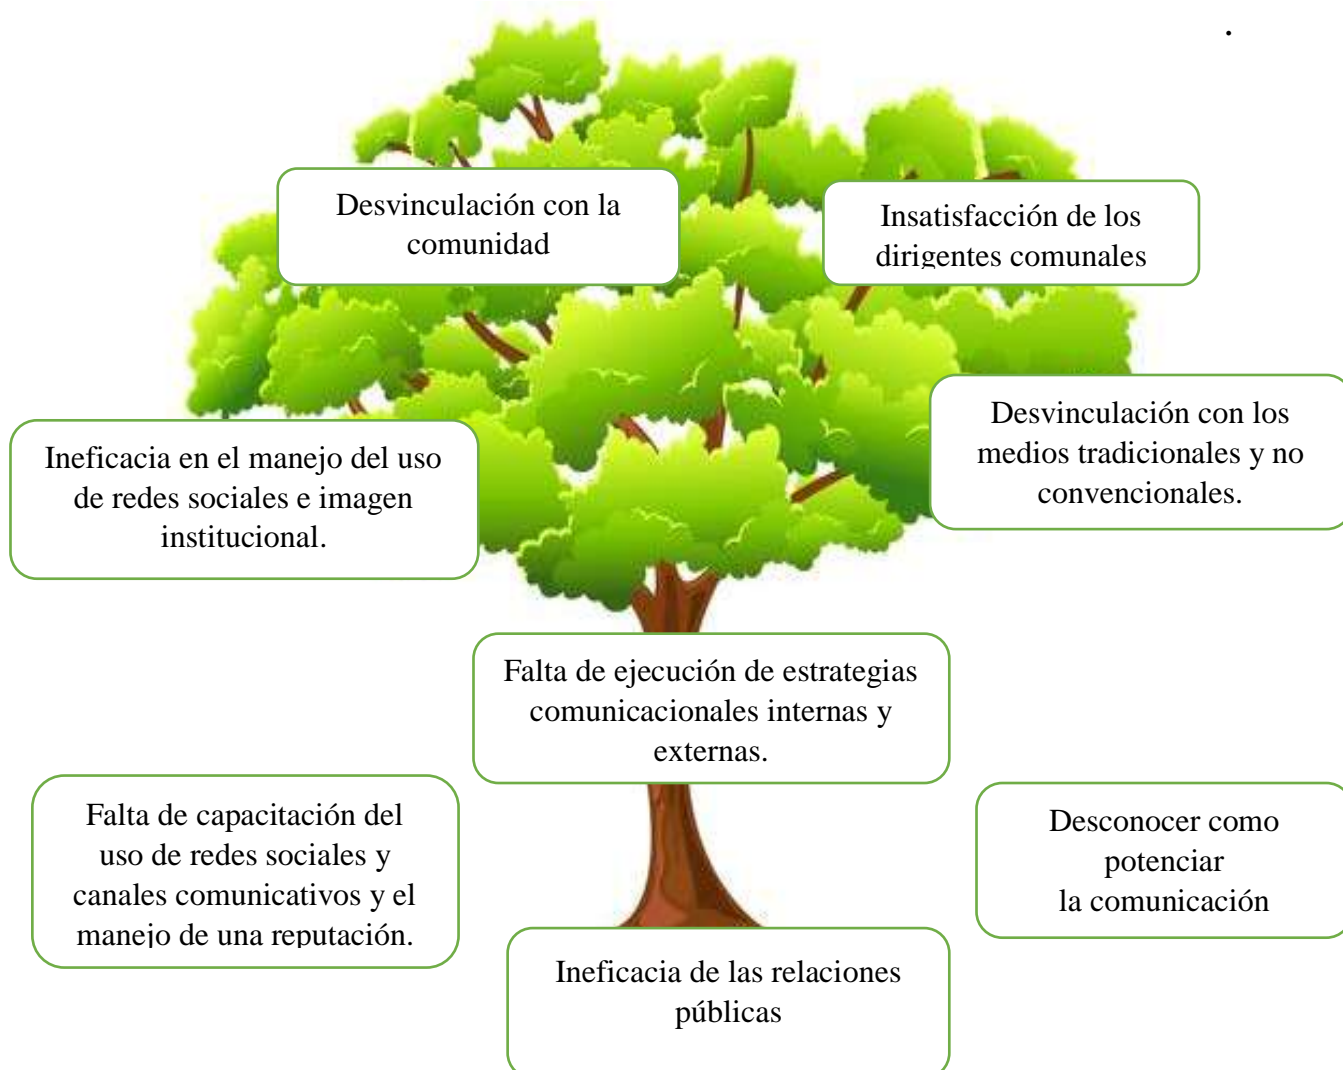 .
Desvinculación con la
comunidad
Insatisfacción de los
dirigentes comunales
Ineficacia en el manejo del uso
de redes sociales e imagen
institucional.
Desvinculación con los
medios tradicionales y no
convencionales.
Falta de ejecución de estrategias
comunicacionales internas y
externas.
Falta de capacitación del
uso de redes sociales y
canales comunicativos y el
manejo de una reputación.
Desconocer como
potenciar
la comunicación
Ineficacia de las relaciones
públicas